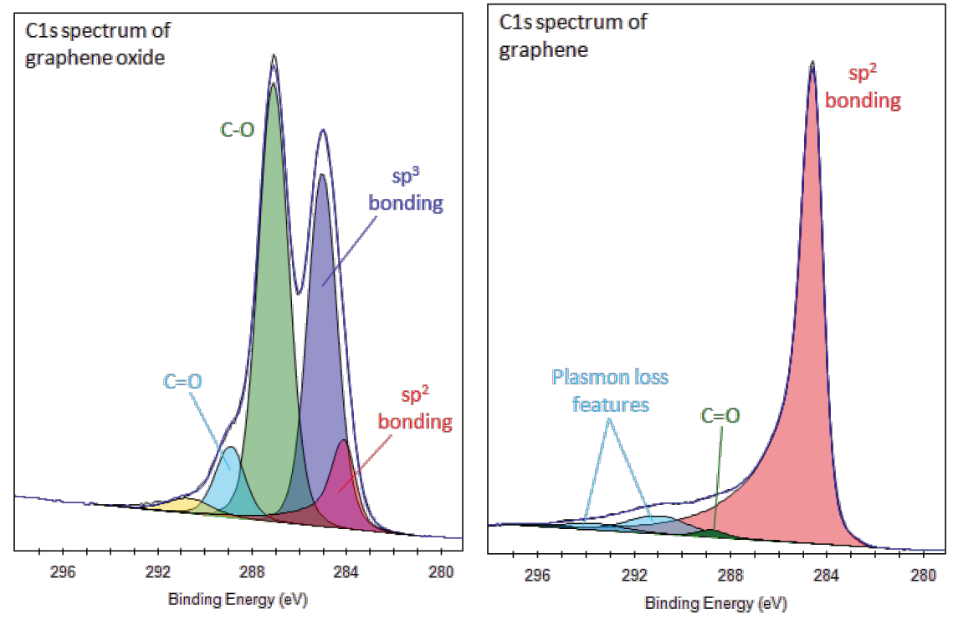 C1s spectrum of
graphene oxide
C-O
sp³
bonding
C=O
sp²
bonding
296 292 288 284 280
Binding Energy (eV)
C1s spectrum of
graphene
sp²
bonding
Plasmon loss
features
C=O
296 292 288 284 280
Binding Energy (eV)